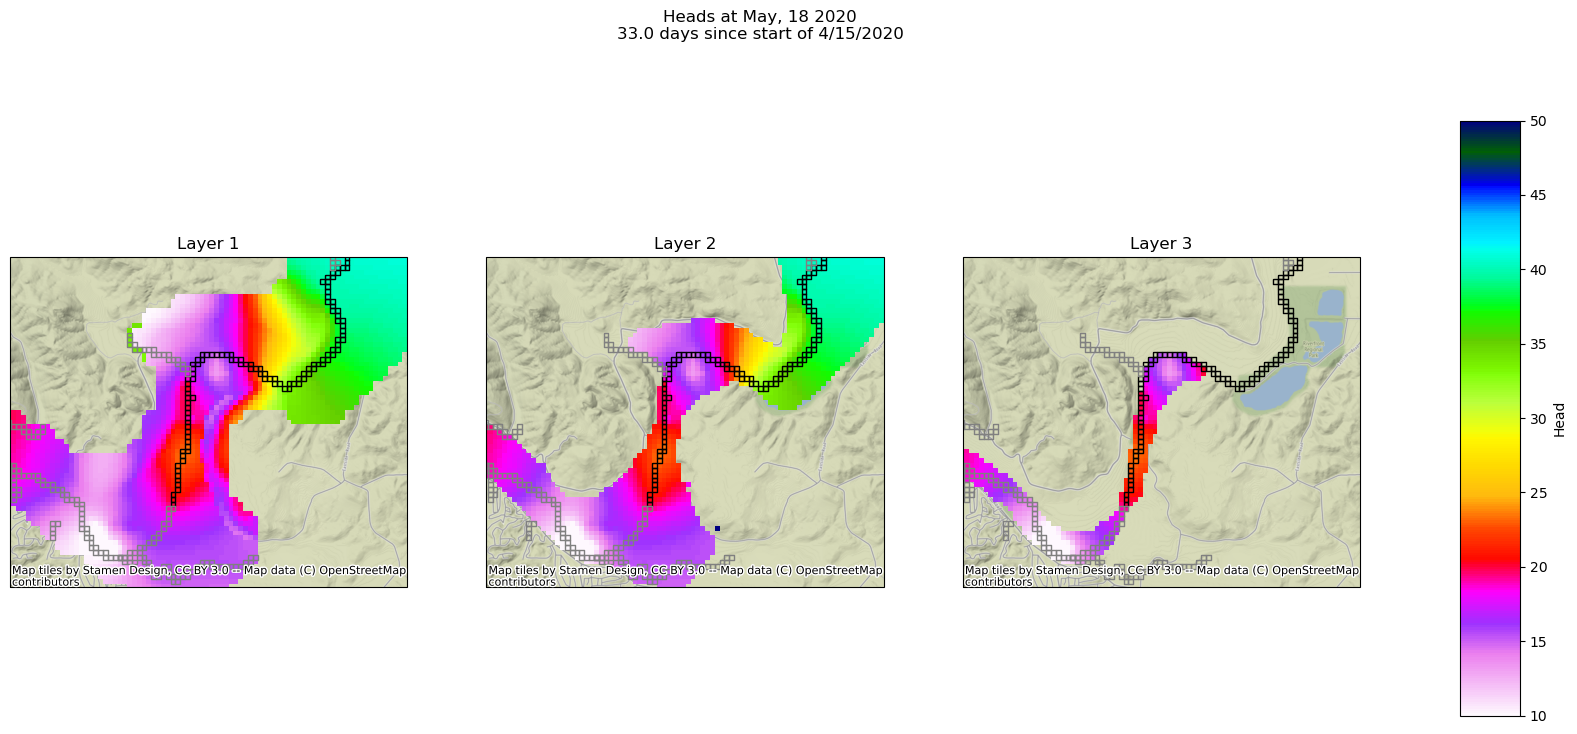 Heads at May, 18 2020
33.0 days since start of 4/15/2020
Layer 1
Layer 2
Layer 3
Map tiles by Stamen Design, CC BY 3.0 -- Map data (C) OpenStreetMap
contributors
Map tiles by Stamen Design, CC BY 3.0 -- Map data (C) OpenStreetMap
contributors
Map tiles by Stamen Design, CC BY 3.0 -- Map data (C) OpenStreetMap
contributors
50
45
40
35
30
25
20
15
10
Head